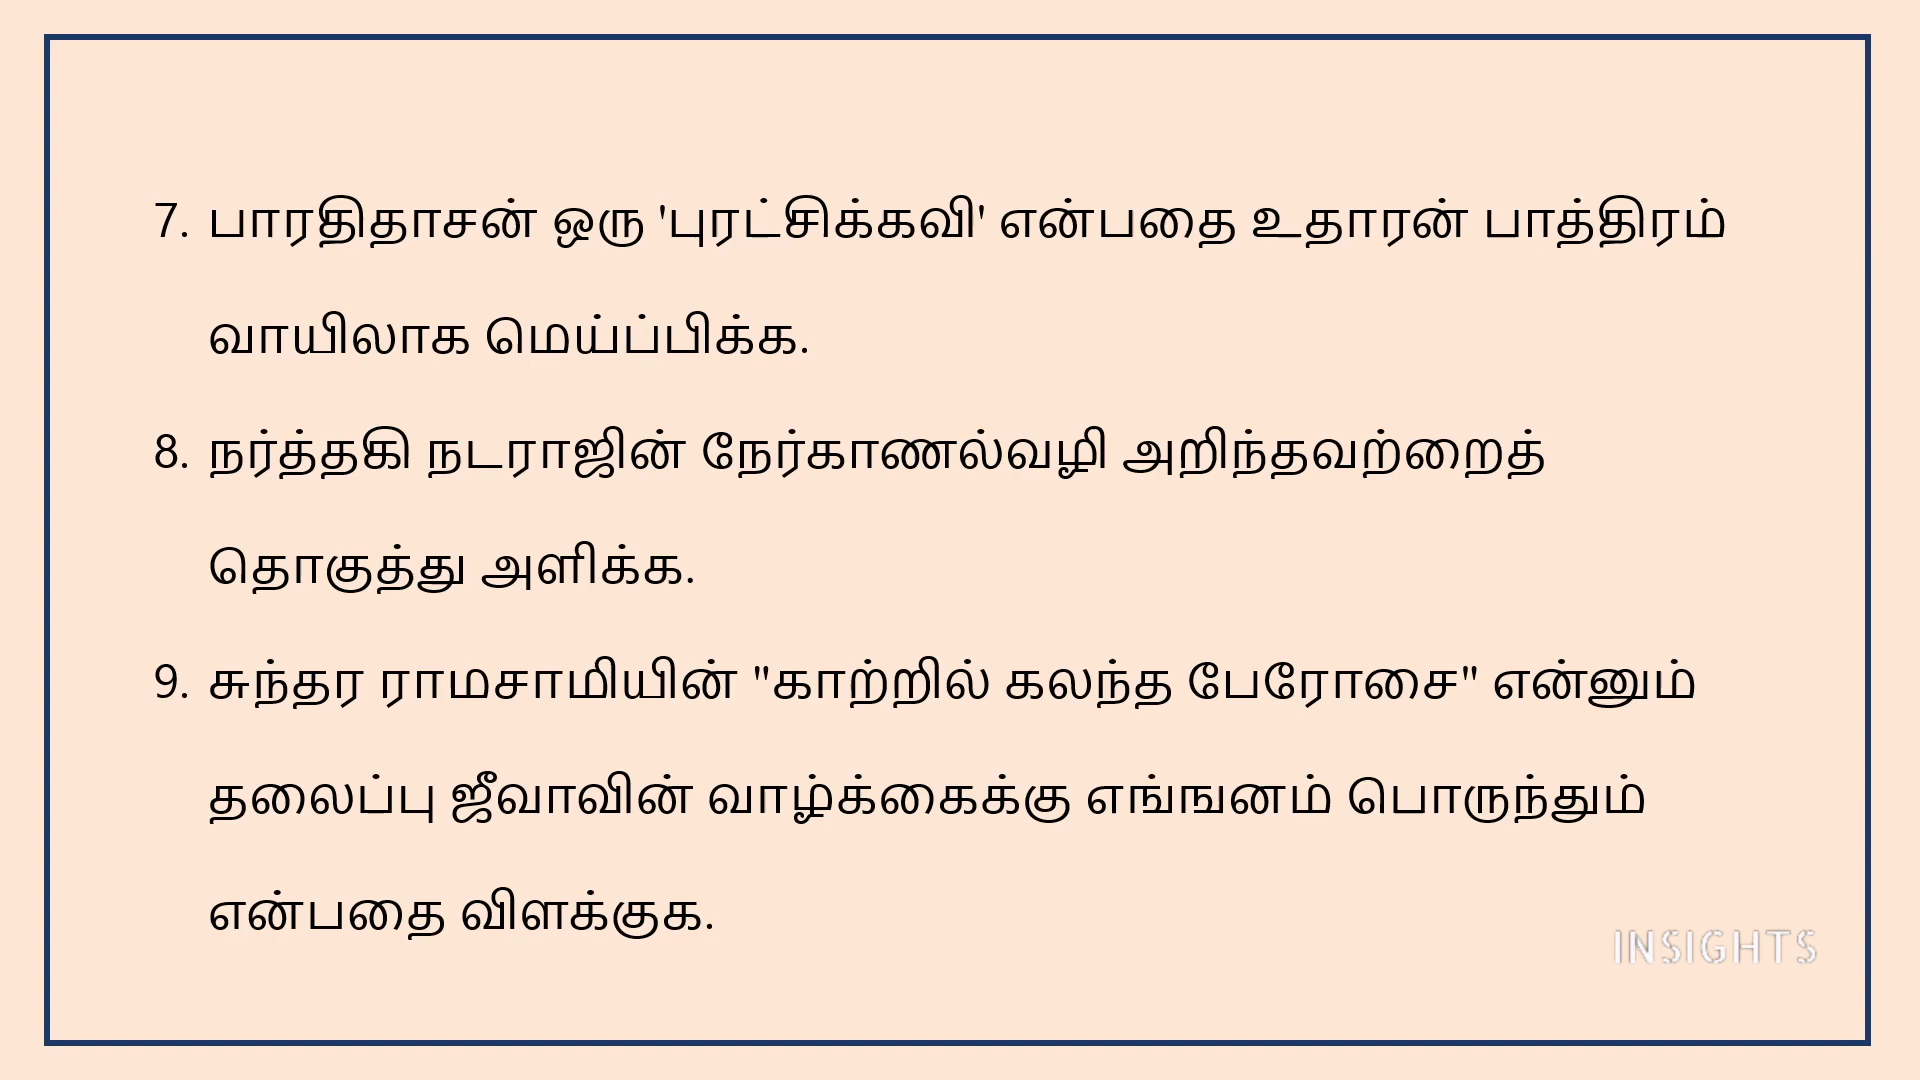 7. பாரதிதாசன் ஒரு 'புரட்சிக்கவி' என்பதை உதாரன் பாத்திரம்
வாயிலாக மெய்ப்பிக்க.
8. நர்த்தகி நடராஜின் நேர்காணல்வழி அறிந்தவற்றைத்
தொகுத்து அளிக்க.
9. சுந்தர ராமசாமியின் "காற்றில் கலந்த பேரோசை" என்னும்
தலைப்பு ஜீவாவின் வாழ்க்கைக்கு எங்ஙனம் பொருந்தும்
என்பதை விளக்குக.
INSIGHTS